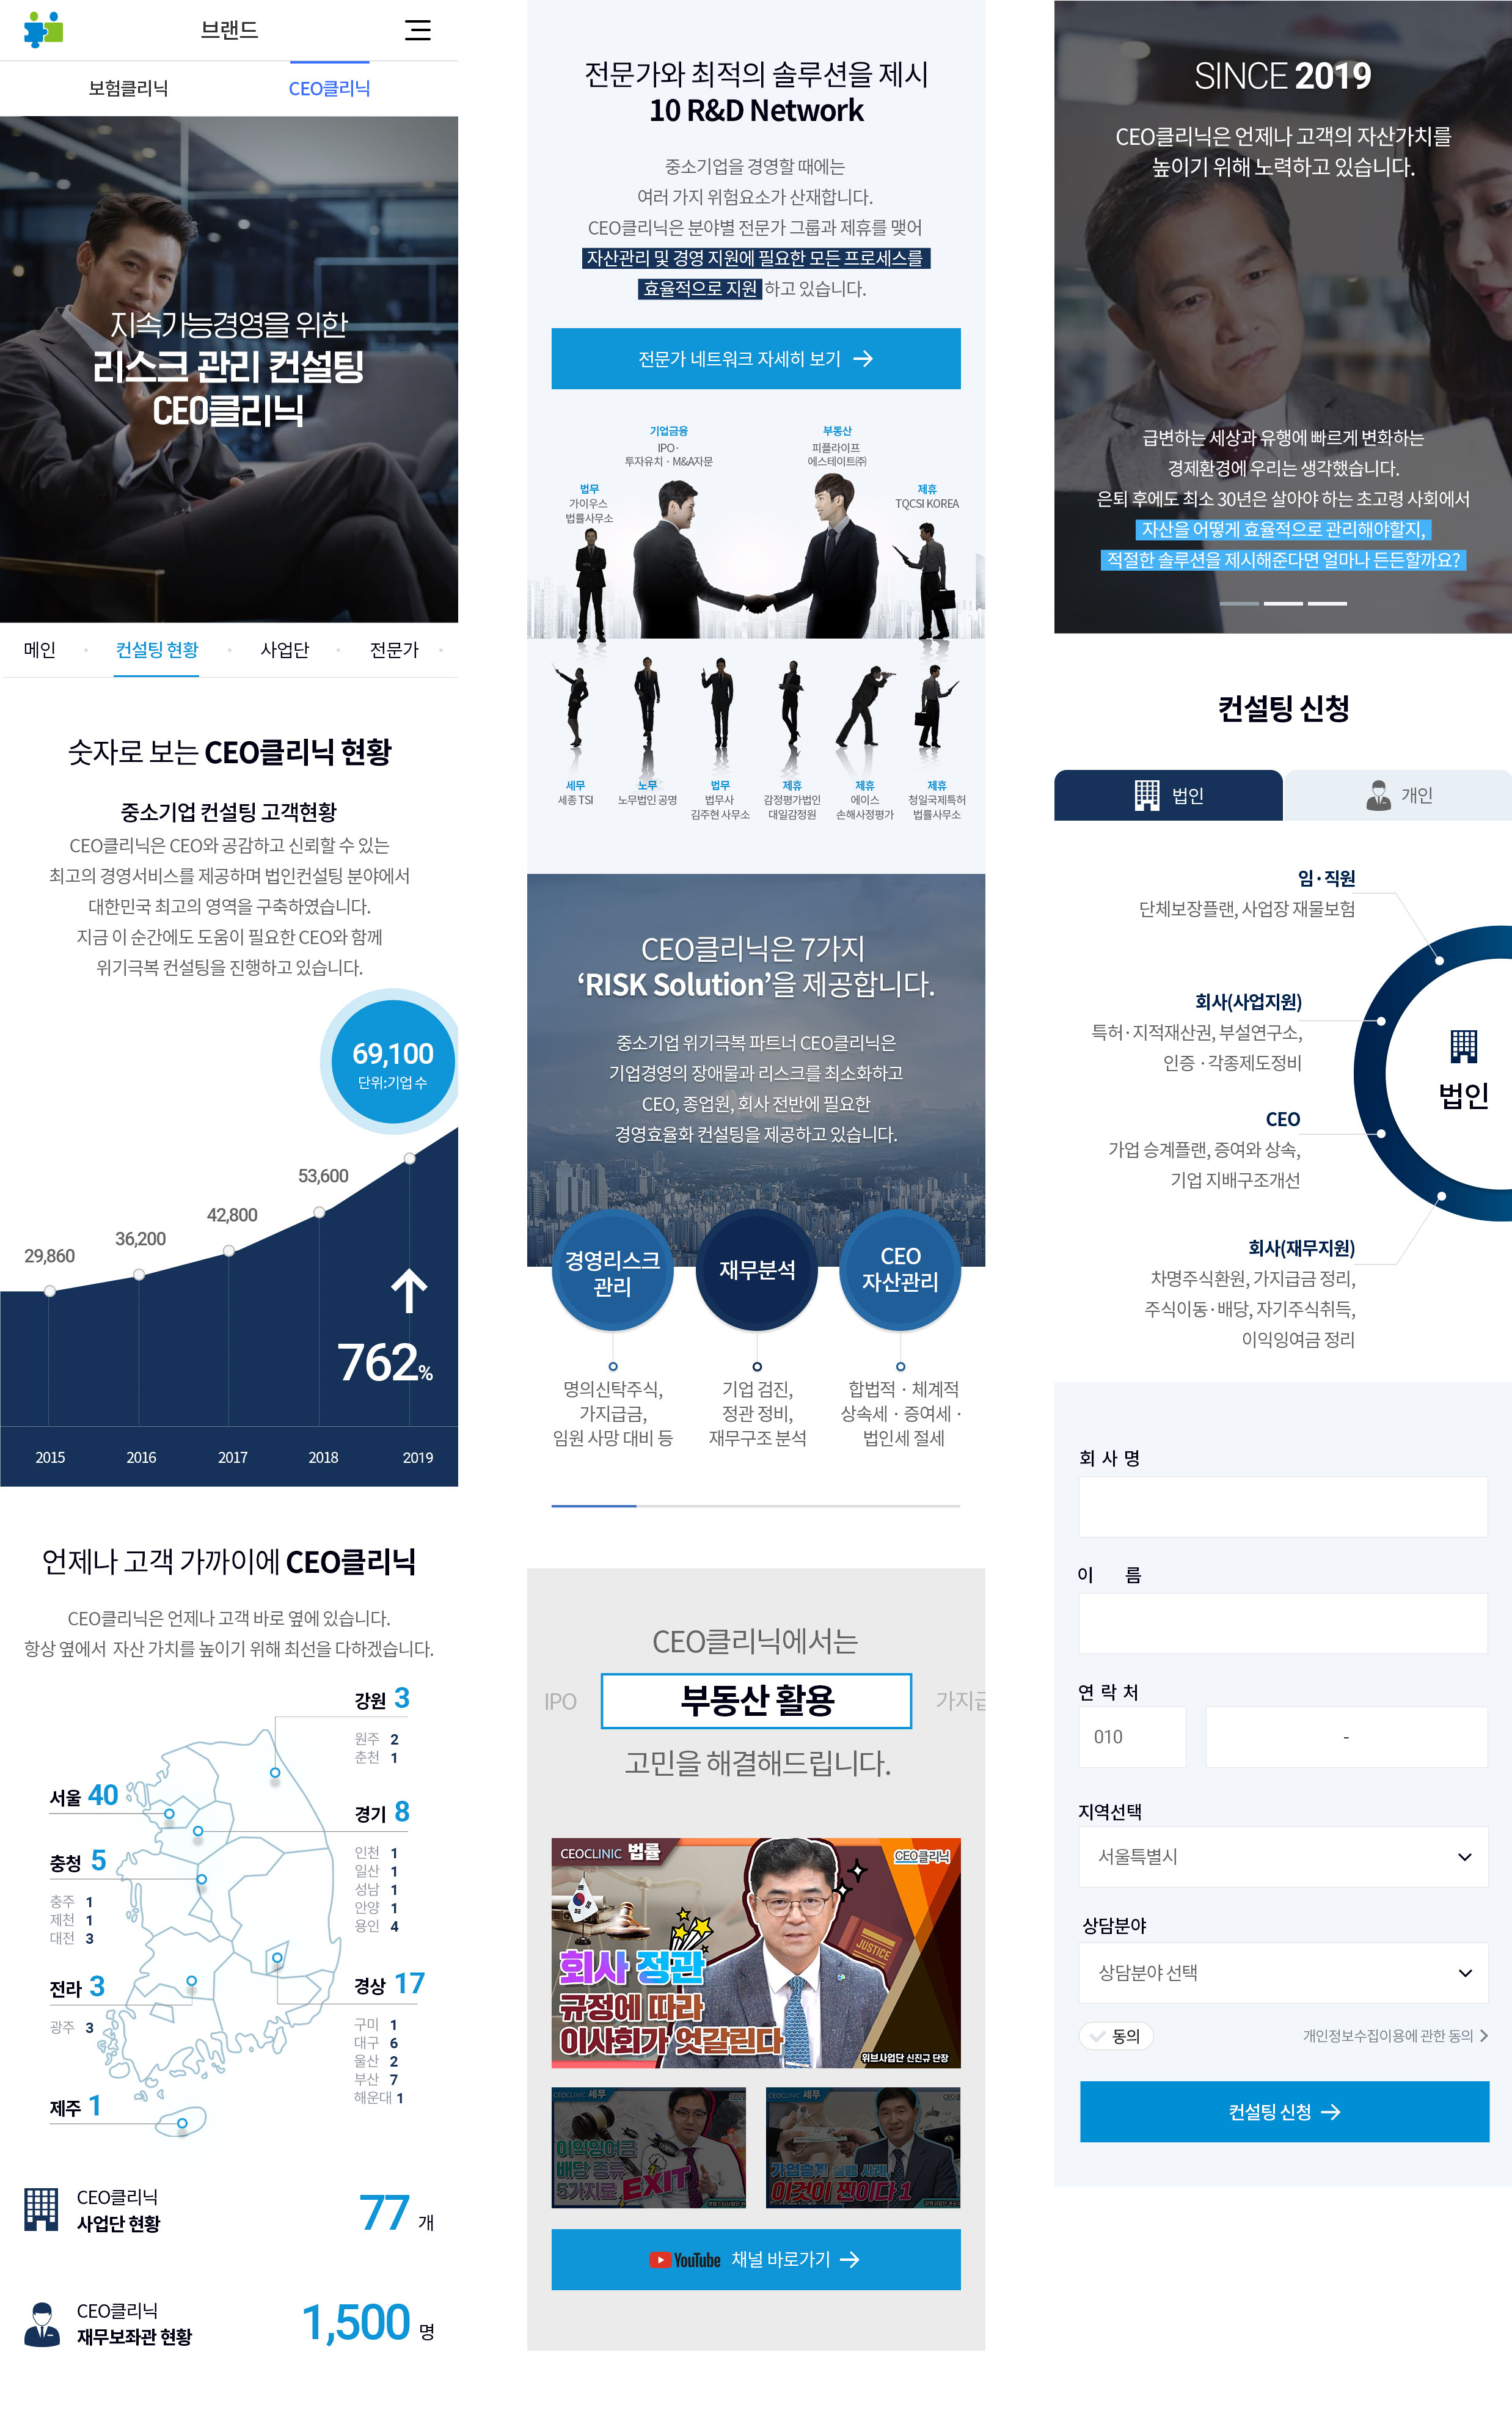 브랜드
보험클리닉
CEO클리닉
지속가능경영을 위한
리스크 관리 컨설팅
CEO클리닉
메인
컨설팅 현황
사업단
전문가
숫자로 보는 CEO클리닉 현황
중소기업 컨설팅 고객현황
CEO클리닉은 CEO와 공감하고 신뢰할 수 있는
최고의 경영서비스를 제공하며 법인컨설팅 분야에서
대한민국 최고의 영역을 구축하였습니다.
지금 이 순간에도 도움이 필요한 CEO와 함께
위기극복 컨설팅을 진행하고 있습니다.
69,100
단위:기업 수
53,600
42,800
36,200
29,860
762%
2015
2016
2017
2018
2019
언제나 고객 가까이에 CEO클리닉
CEO클리닉은 언제나 고객 바로 옆에 있습니다.
항상 옆에서 자산 가치를 높이기 위해 최선을 다하겠습니다.
강원 3
원주 2
춘천 1
서울 40
경기 8
인천 1
일산 1
성남 1
안양 1
용인 4
충청 5
충주 1
제천 1
대전 3
전라 3
광주 3
경상 17
구미 1
대구 6
울산 2
부산 7
해운대 1
제주 1
CEO클리닉
사업단 현황
77 개
CEO클리닉
재무보좌관 현황
1,500 명
전문가와 최적의 솔루션을 제시
10 R&D Network
중소기업을 경영할 때에는
여러 가지 위험요소가 산재합니다.
CEO클리닉은 분야별 전문가 그룹과 제휴를 맺어
자산관리 및 경영 지원에 필요한 모든 프로세스를
효율적으로 지원 하고 있습니다.
전문가 네트워크 자세히 보기
기업금융
IPO·
투자유치 · M&A자문
부동산
피플라이프
에스테이트㈜
법무
가이우스
법률사무소
제휴
TQCSI KOREA
세무
세종 TSI
노무
노무법인 공명
법무
법무사
김주현 사무소
제휴
감정평가법인
대일감정원
제휴
에이스
손해사정평가
제휴
청일국제특허
법률사무소
CEO클리닉은 7가지
‘RISK Solution’을 제공합니다.
중소기업 위기극복 파트너 CEO클리닉은
기업경영의 장애물과 리스크를 최소화하고
CEO, 종업원, 회사 전반에 필요한
경영효율화 컨설팅을 제공하고 있습니다.
경영리스크
관리
재무분석
CEO
자산관리
명의신탁주식,
가지급금,
임원 사망 대비 등
기업 검진,
정관 정비,
재무구조 분석
합법적 · 체계적
상속세 · 증여세 ·
법인세 절세
CEO클리닉에서는
IPO
부동산 활용
가지급
고민을 해결해드립니다.
CEOCLINIC 법률
CEO클리닉
JUSTICE
회사 정관
규정에 따라
이사회가 엇갈린다
위브사업단 신진규 단장
CEOCLINIC 세무
이익잉여금
배당 종류
5가지로 EXIT
CEOCLINIC 세무
가업승계 실행 사례,
이것이 찐이다 1
YouTube 채널 바로가기
SINCE 2019
CEO클리닉은 언제나 고객의 자산가치를
높이기 위해 노력하고 있습니다.
급변하는 세상과 유행에 빠르게 변화하는
경제환경에 우리는 생각했습니다.
은퇴 후에도 최소 30년은 살아야 하는 초고령 사회에서
자산을 어떻게 효율적으로 관리해야할지,
적절한 솔루션을 제시해준다면 얼마나 든든할까요?
컨설팅 신청
법인
개인
임·직원
단체보장플랜, 사업장 재물보험
회사(사업지원)
특허·지적재산권, 부설연구소,
인증 · 각종제도정비
법인
CEO
가업 승계플랜, 증여와 상속,
기업 지배구조개선
회사(재무지원)
차명주식환원, 가지급금 정리,
주식이동·배당, 자기주식취득,
이익잉여금 정리
회 사 명
이 름
연 락 처
010
-
지역선택
서울특별시
상담분야
상담분야 선택
동의
개인정보수집이용에 관한 동의
컨설팅 신청